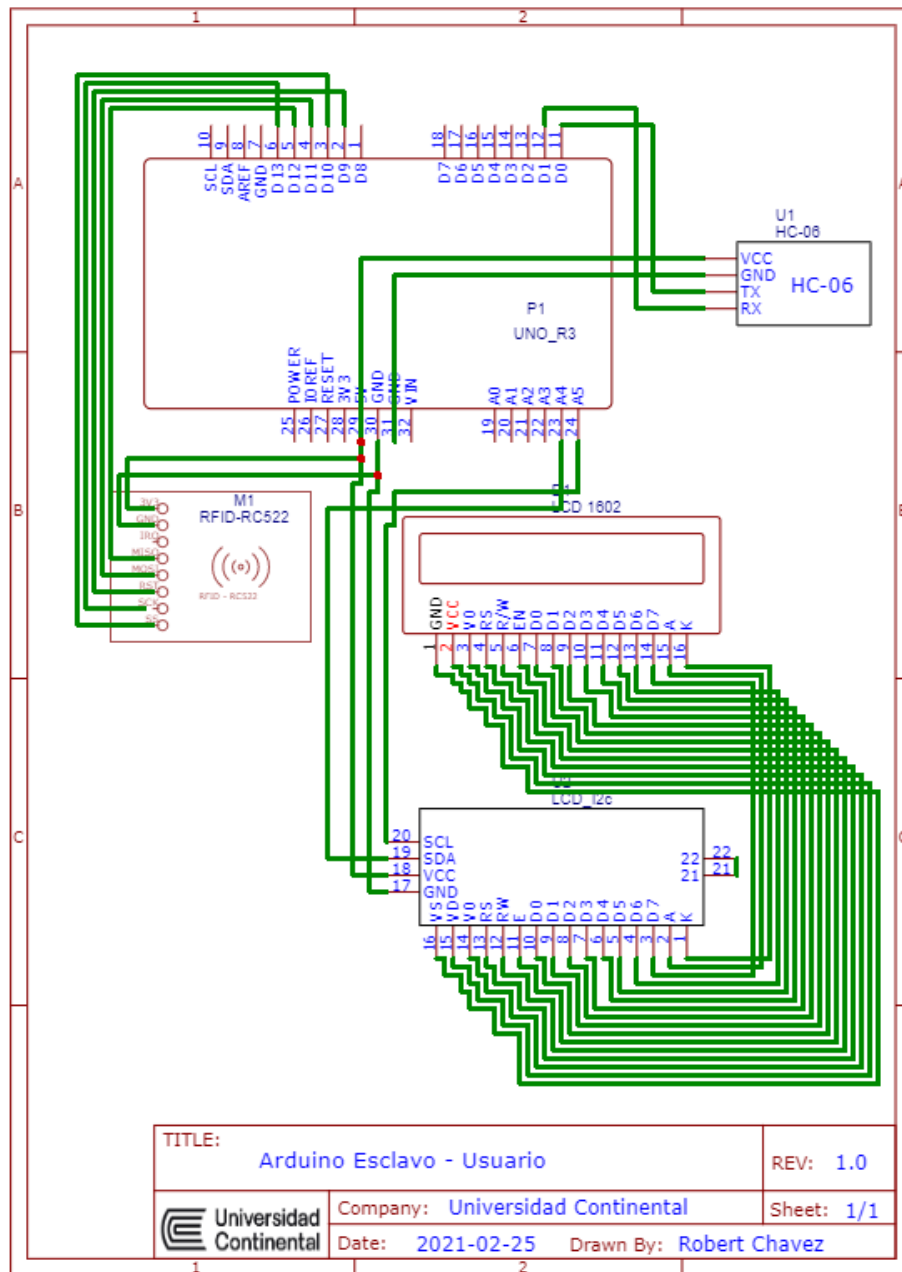 1 2
A A
B B
C C
1 2
10 9 8 7 6 5 4 3 2 1
SCL SDA AREF GND D13 D12 D11 D10 D9 D8
18 17 16 15 14 13 12 11
D7 D6 D5 D4 D3 D2 D1 D0
U1
HC-06
VCC
GND
TX
RX
HC-06
P1
UNO_R3
POWER IOREF RESET 3V3 5V GND GND VIN
25 26 27 28 29 30 31 32
A0 A1 A2 A3 A4 A5
19 20 21 22 23 24
M1
RFID-RC522
3V3
GND
IRQ
MISO
MOSI
RST
SCK
SS
RFID - RC522
LCD 1602
GND VCC V0 RS R/W EN D0 D1 D2 D3 D4 D5 D6 D7 A K
1 2 3 4 5 6 7 8 9 10 11 12 13 14 15 16
LCD_I2c
20 SCL
19 SDA
18 VCC
17 GND
22 22
21 21
VS VD V0 RS RW E D0 D1 D2 D3 D4 D5 D6 D7 A K
16 15 14 13 12 11 10 9 8 7 6 5 4 3 2 1
TITLE:
Arduino Esclavo - Usuario
REV: 1.0
Universidad
Continental
Company: Universidad Continental
Sheet: 1/1
Date: 2021-02-25 Drawn By: Robert Chavez